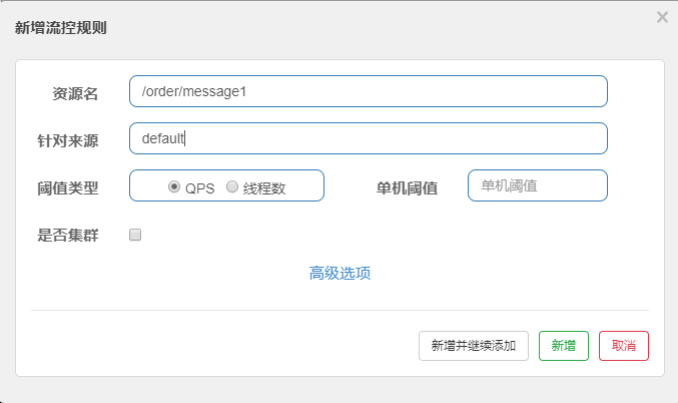 新增流控规则
×
资源名 /order/message1
针对来源 default
阈值类型 QPS 线程数 单机阈值 单机阈值
是否集群
高级选项
新增并继续添加 新增 取消